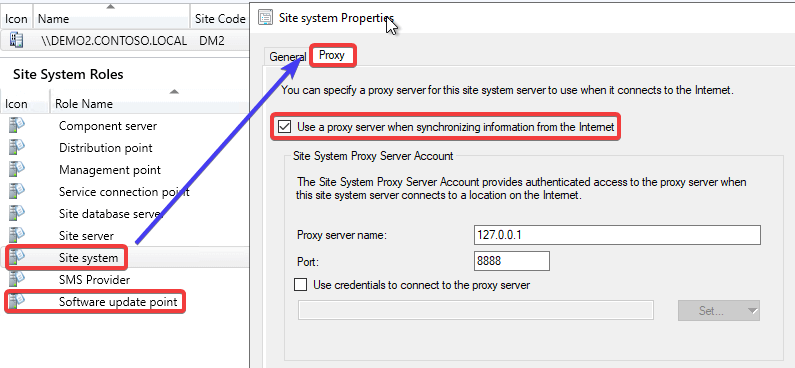 Icon Name Site Code
\\DEMO2.CONTOSO.LOCAL DM2
Site System Roles
Icon Role Name
Component server
Distribution point
Management point
Service connection point
Site database server
Site server
Site system
SMS Provider
Software update point
Site system Properties
General Proxy
You can specify a proxy server for this site system server to use when it connects to the Internet.
Use a proxy server when synchronizing information from the Internet
Site System Proxy Server Account
The Site System Proxy Server Account provides authenticated access to the proxy server when
this site system server connects to a location on the Internet.
Proxy server name: 127.0.0.1
Port: 8888
Use credentials to connect to the proxy server
Set...